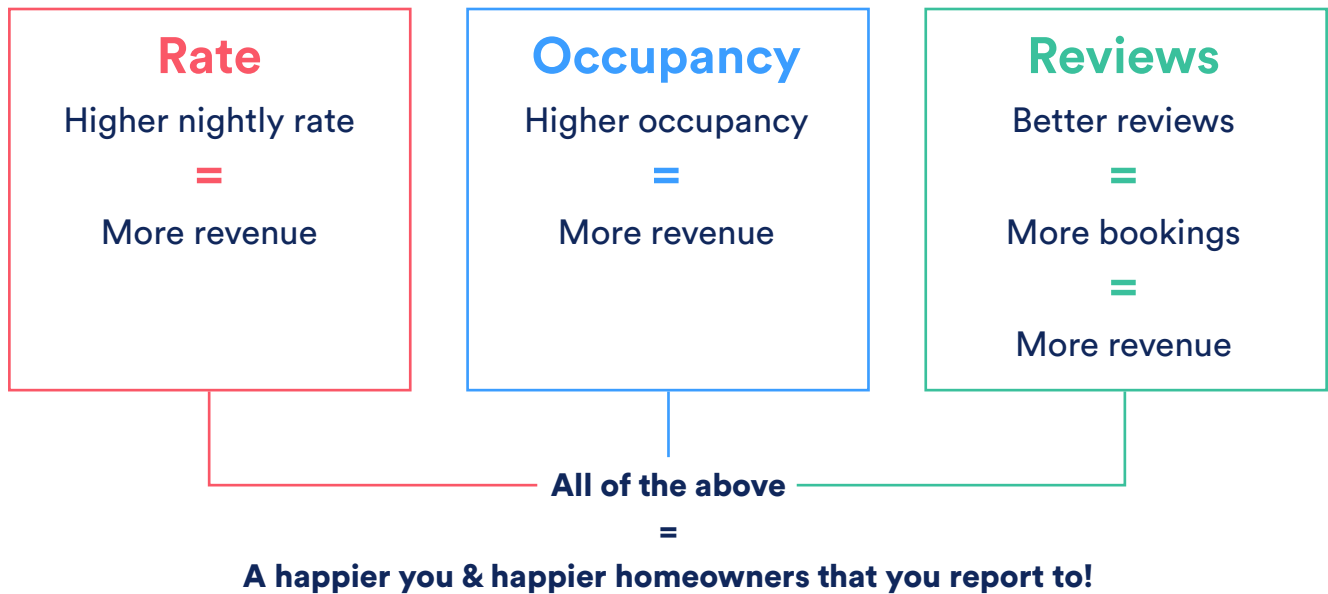 Rate
Higher nightly rate
=
More revenue
Occupancy
Higher occupancy
=
More revenue
Reviews
Better reviews
=
More bookings
=
More revenue
All of the above
=
A happier you & happier homeowners that you report to!